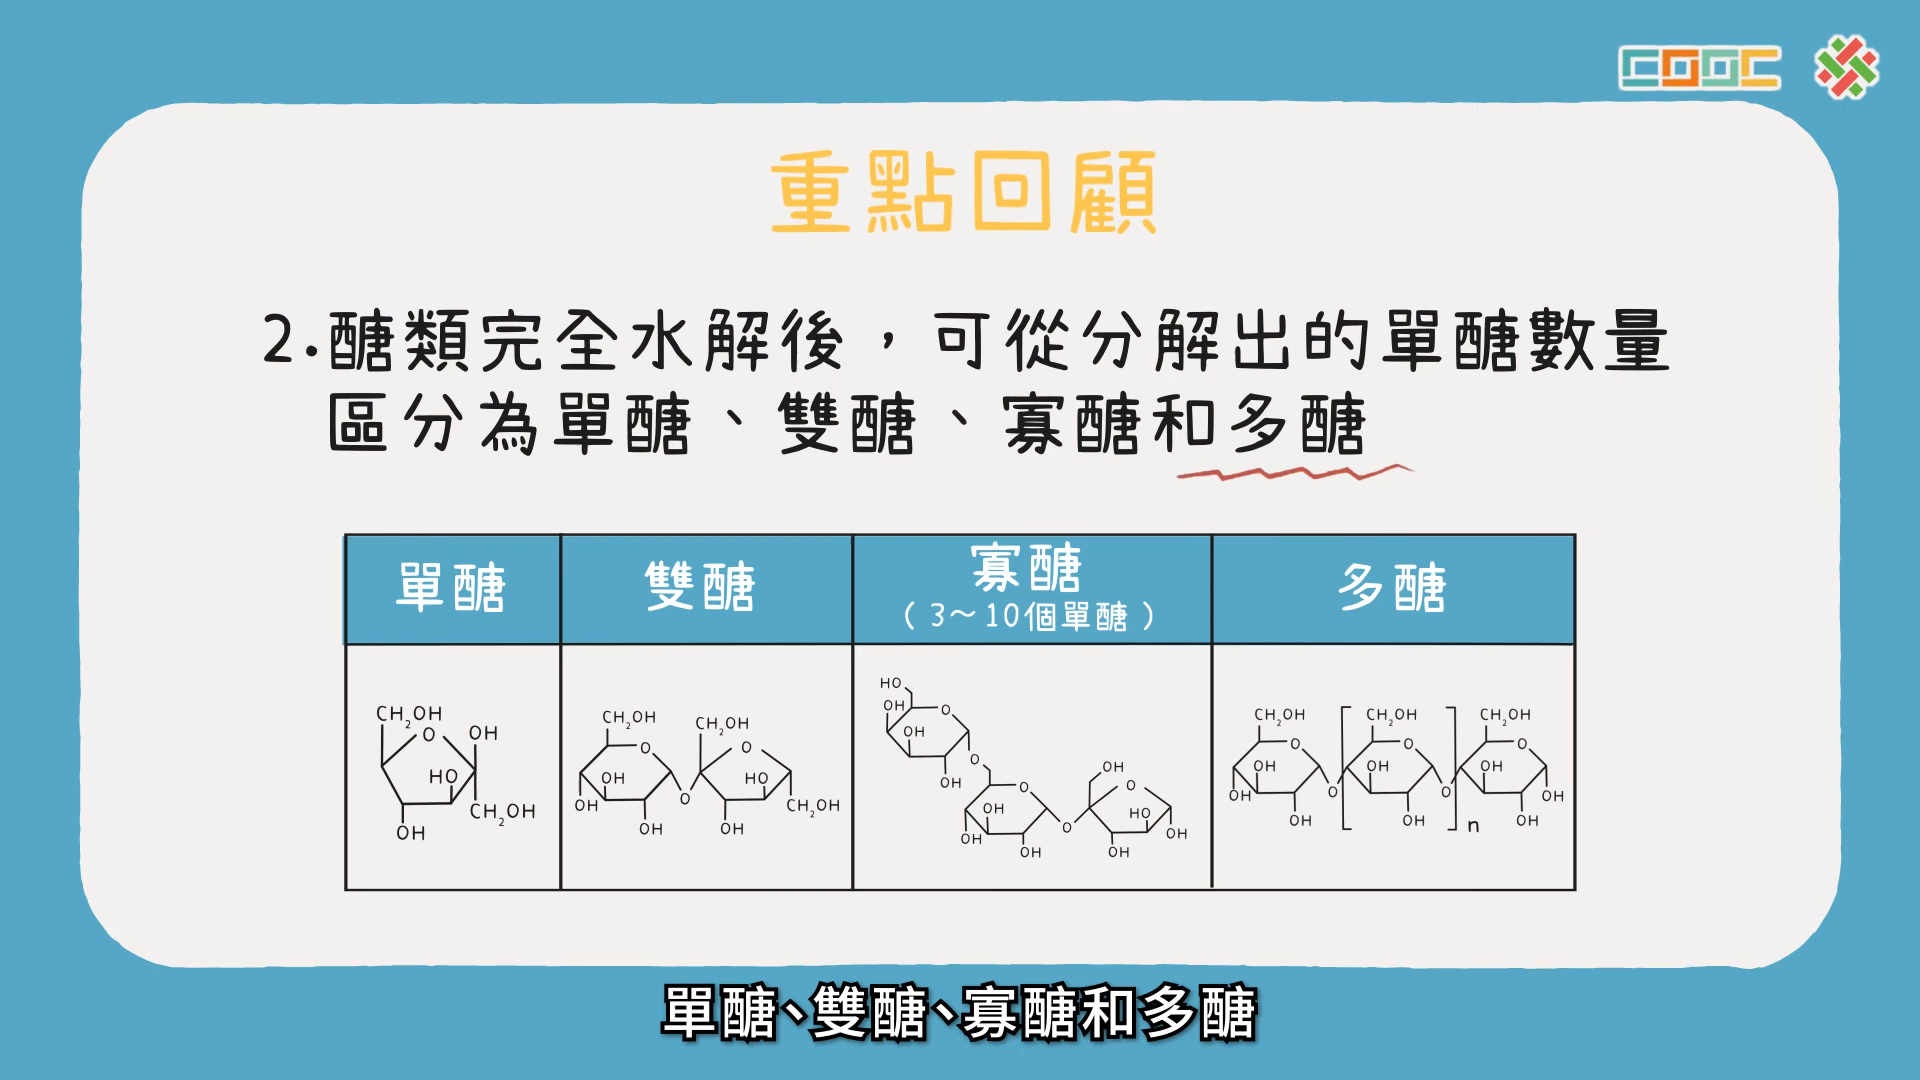 COOC
重點回顧
2.醣類完全水解後，可從分解出的單醣數量
區分為單醣、雙醣、寡醣和多醣
單醣 雙醣 寡醣 多醣
（3～10個單醣）
CH₂OH O OH HO CH₂OH OH
CH₂OH O OH OH OH O CH₂OH O HO CH₂OH OH
HO OH O OH OH O O OH OH OH O OH O HO OH OH
CH₂OH O OH OH OH O CH₂OH O OH OH O n CH₂OH O OH OH OH
單醣、雙醣、寡醣和多醣